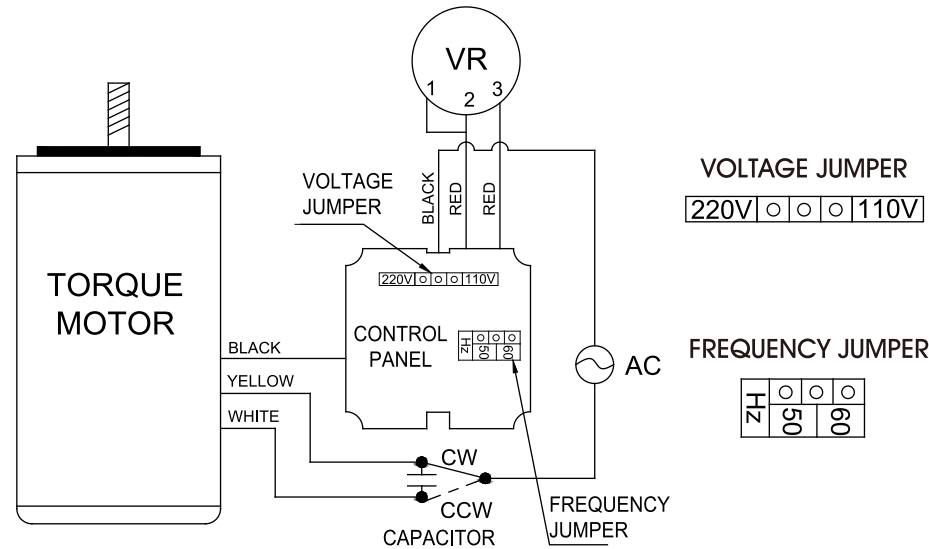 VR
1
2
3
VOLTAGE
JUMPER
BLACK
RED
RED
VOLTAGE JUMPER
220V
110V
TORQUE
MOTOR
220V
110V
CONTROL
PANEL
Hz
50
60
BLACK
YELLOW
WHITE
AC
FREQUENCY JUMPER
Hz
50
60
CW
CCW
CAPACITOR
FREQUENCY
JUMPER